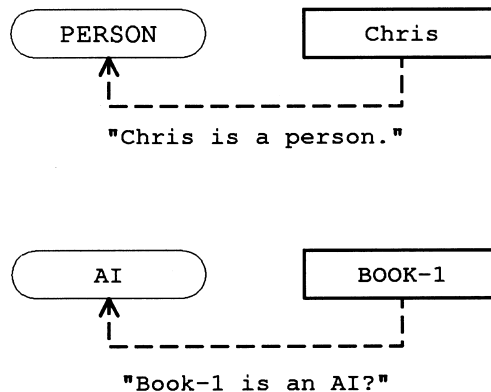 PERSON Chris
"Chris is a person."
AI BOOK-1
"Book-1 is an AI?"